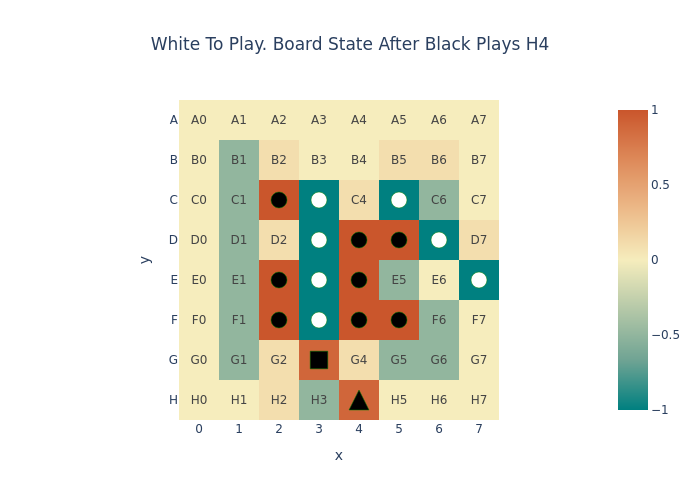 White To Play. Board State After Black Plays H4
A A0 A1 A2 A3 A4 A5 A6 A7
B B0 B1 B2 B3 B4 B5 B6 B7
C C0 C1 C4 C6 C7
D D0 D1 D2 D7
E E0 E1 E5 E6
F F0 F1 F6 F7
G G0 G1 G2 G4 G5 G6 G7
H H0 H1 H2 H3 H5 H6 H7
0 1 2 3 4 5 6 7
x
y
1
0.5
0
−0.5
−1